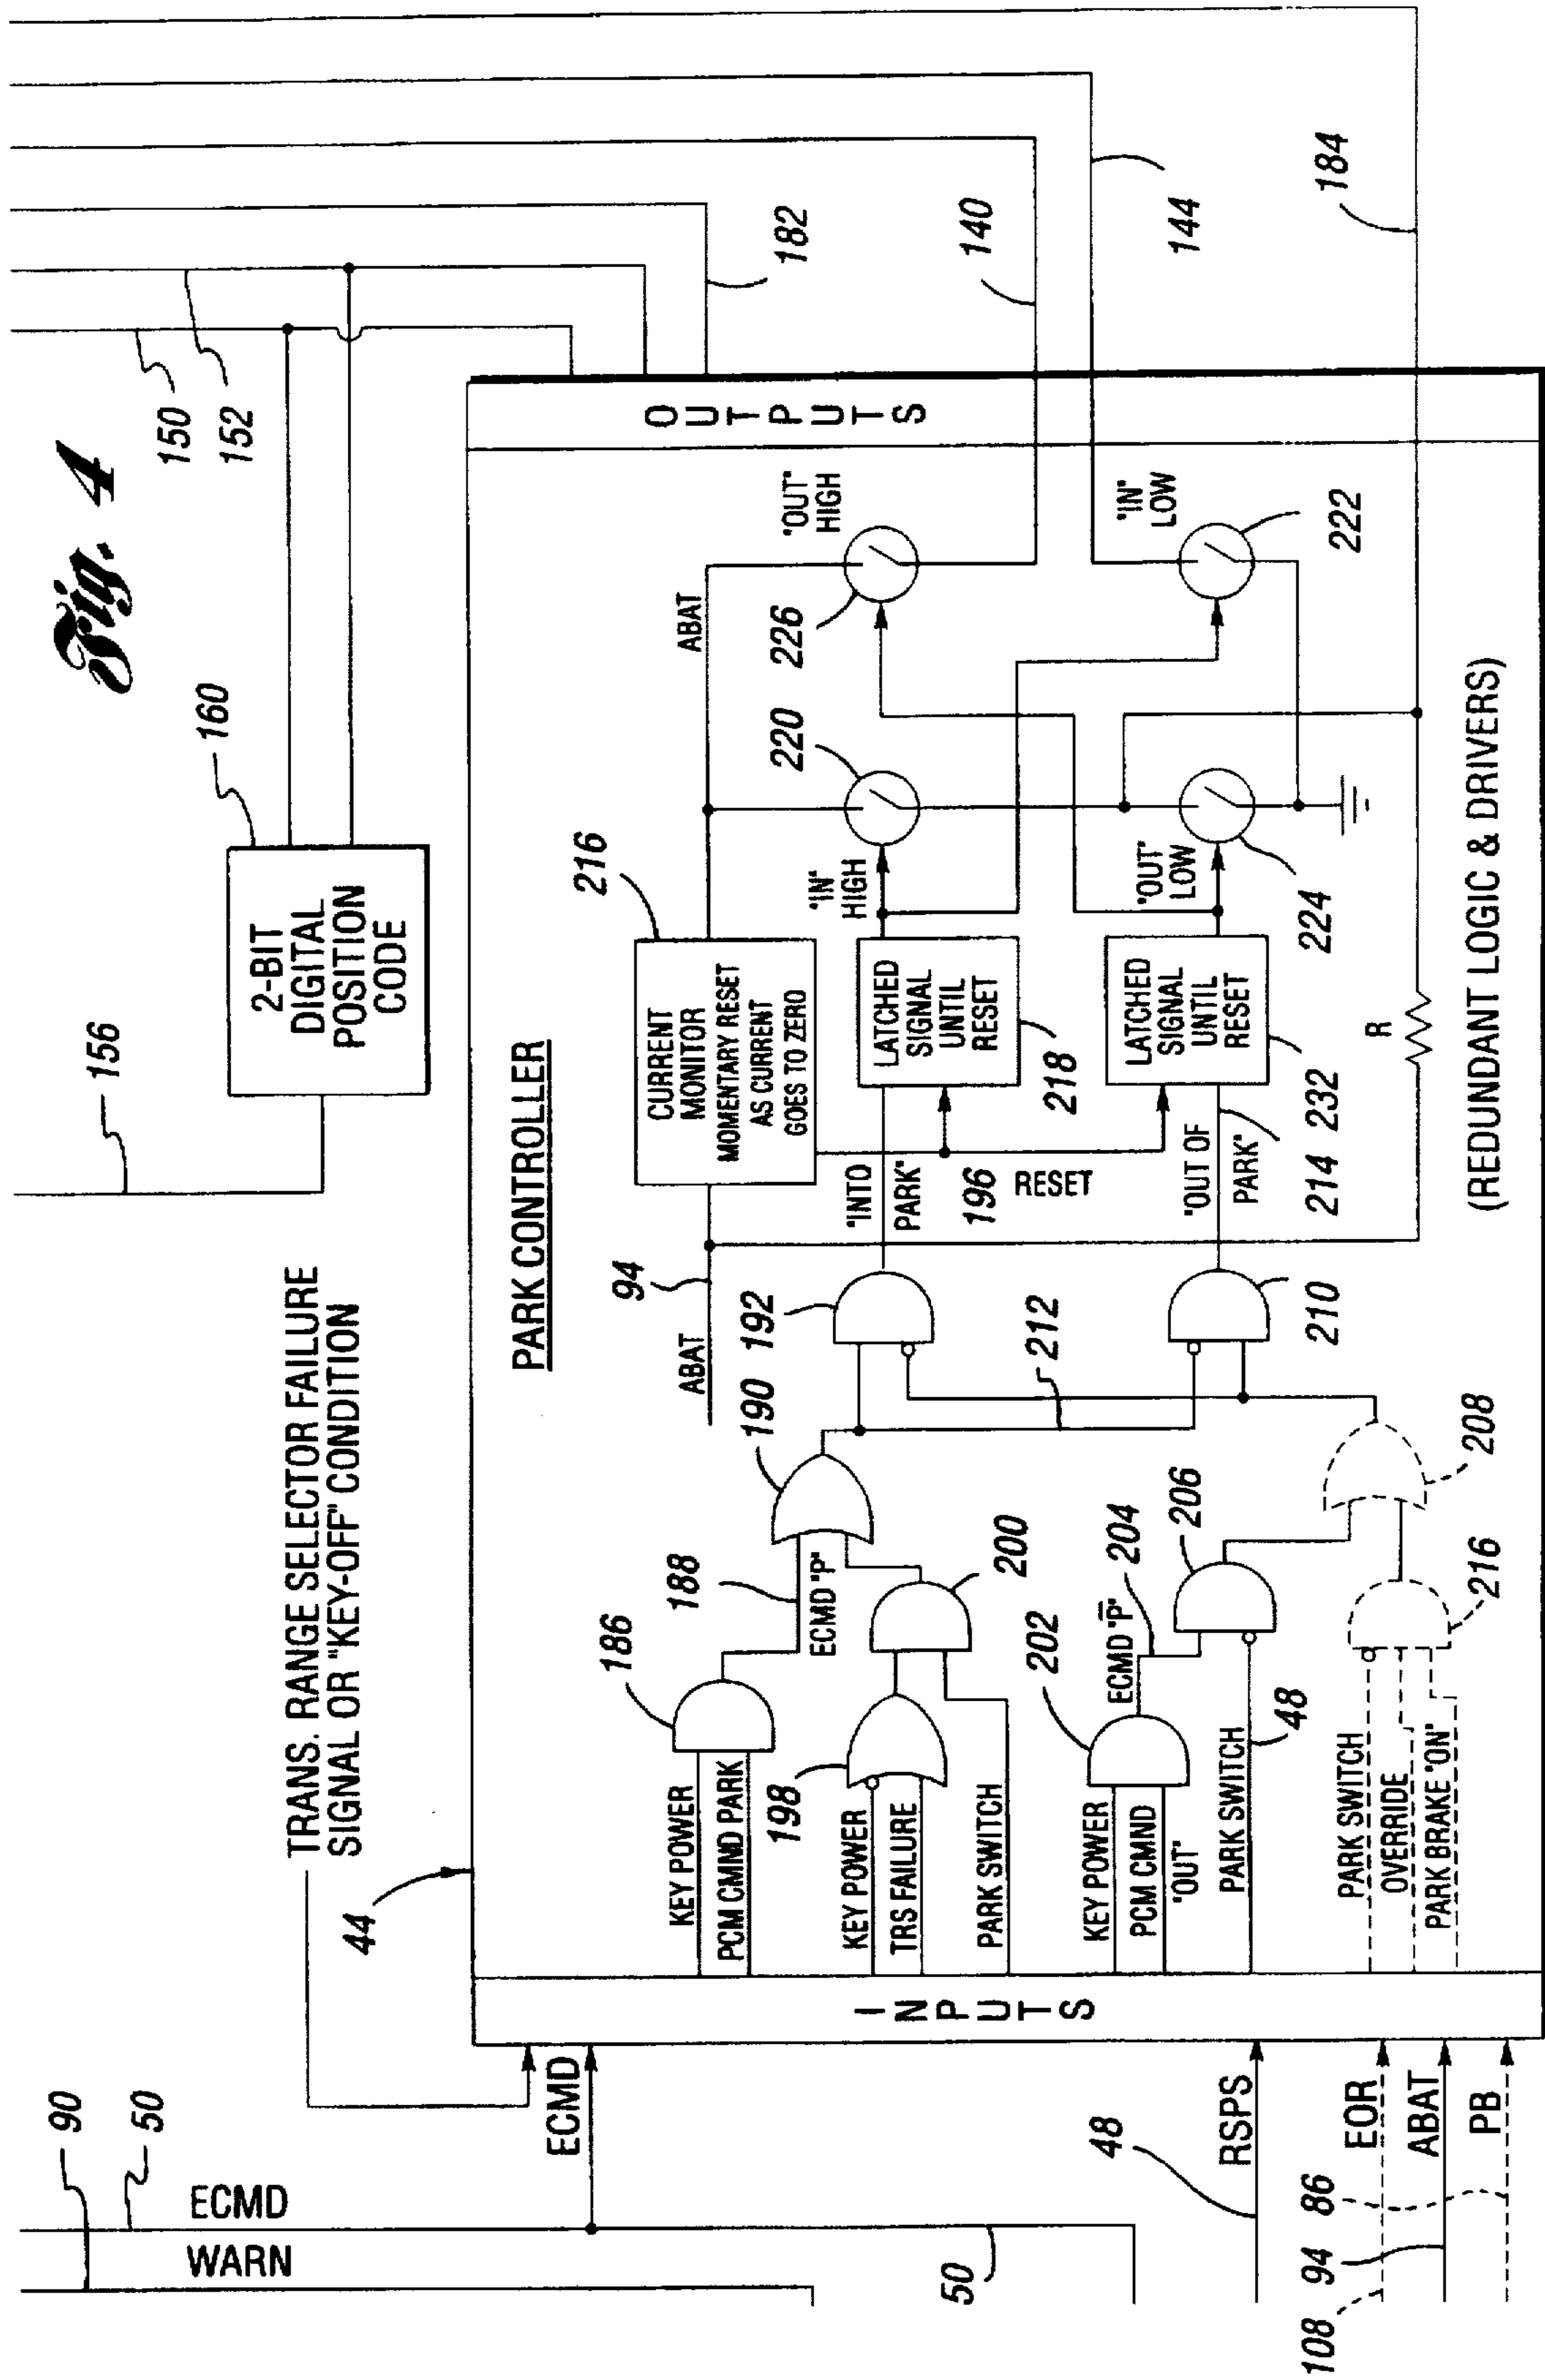 Fig. 4
90
50
ECMD
WARN
50
48
RSPS
108
94
86
EOR
ABAT
PB
ECMD
TRANS. RANGE SELECTOR FAILURE
SIGNAL OR "KEY-OFF" CONDITION
44
156
160
2-BIT
DIGITAL
POSITION
CODE
150
152
182
140
144
184
PARK CONTROLLER
INPUTS
KEY POWER
PCM CMND PARK
186
188
ECMD "P"
190
192
KEY POWER
TRS FAILURE
198
PARK SWITCH
200
KEY POWER
PCM CMND
"OUT"
202
ECMD "P̅"
204
206
PARK SWITCH
48
PARK SWITCH
OVERRIDE
PARK BRAKE "ON"
216
208
212
210
ABAT
94
"INTO
PARK"
196
RESET
"OUT OF
PARK"
214
232
CURRENT
MONITOR
MOMENTARY RESET
AS CURRENT
GOES TO ZERO
216
LATCHED
SIGNAL
UNTIL
RESET
218
LATCHED
SIGNAL
UNTIL
RESET
R
"IN"
HIGH
220
"OUT"
LOW
224
ABAT
226
"OUT"
HIGH
"IN"
LOW
222
OUTPUTS
(REDUNDANT LOGIC & DRIVERS)